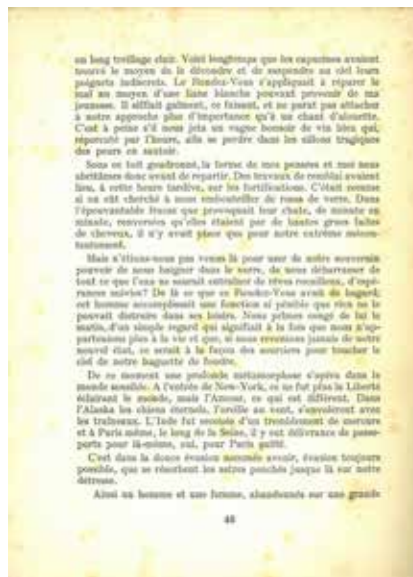 un long treillage clair. Voici longtemps que les capucines avaient
trouvé le moyen de le découdre et de suspendre au ciel leurs
poignets indiscrets. Le Rendez-Vous s'appliquait à réparer le
mal au moyen d'une liane blanche pouvant provenir de ma
jeunesse. Il sifflait gaîment, ce faisant, et ne parut pas attacher
à notre approche plus d'importance qu'à un chant d'alouette.
C'est à peine s'il nous jeta un vague bonsoir de vin bleu qui,
répercuté par l'heure, alla se perdre dans les sillons tragiques
des peurs en sautoir.
Sous ce toit goudronné, la forme de mes pensées et moi nous
abritâmes donc avant de repartir. Des travaux de remblai avaient
lieu, à cette heure tardive, sur les fortifications. C'était comme
si on eût cherché à nous embouteiller de roses de verre. Dans
l'épouvantable fracas que provoquait leur chute, de minute en
minute, renversées qu'elles étaient par de hautes grues faites
de cheveux, il n'y avait place que pour notre extrême mécon-
tentement.
Mais n'étions-nous pas venus là pour user de notre souverain
pouvoir de nous baigner dans le verre, de nous débarrasser de
tout ce que l'eau ne saurait entraîner de rêves rocailleux, d'espé-
rances suivies? De là ce que ce Rendez-Vous avait de hagard;
cet homme accomplissait une fonction si pénible que rien ne le
pouvait distraire dans ses loisirs. Nous prîmes congé de lui le
matin, d'un simple regard qui signifiait à la fois que nous n'ap-
partenions plus à la vie et que, si nous revenions jamais de notre
nouvel état, ce serait à la façon des sourciers pour toucher le
ciel de notre baguette de foudre.
De ce moment une profonde métamorphose s'opéra dans le
monde sensible. A l'entrée de New-York, ce ne fut plus la Liberté
éclairant le monde, mais l'Amour, ce qui est différent. Dans
l'Alaska les chiens éternels, l'oreille au vent, s'envolèrent avec
les traîneaux. L'Inde fut secouée d'un tremblement de mercure
et à Paris même, le long de la Seine, il y eut délivrance de passe-
ports pour là-même, oui, pour Paris quitté.
C'est dans la douce évasion nommée avenir, évasion toujours
possible, que se résorbent les astres penchés jusque là sur notre
détresse.
Ainsi un homme et une femme, abandonnés sur une grande